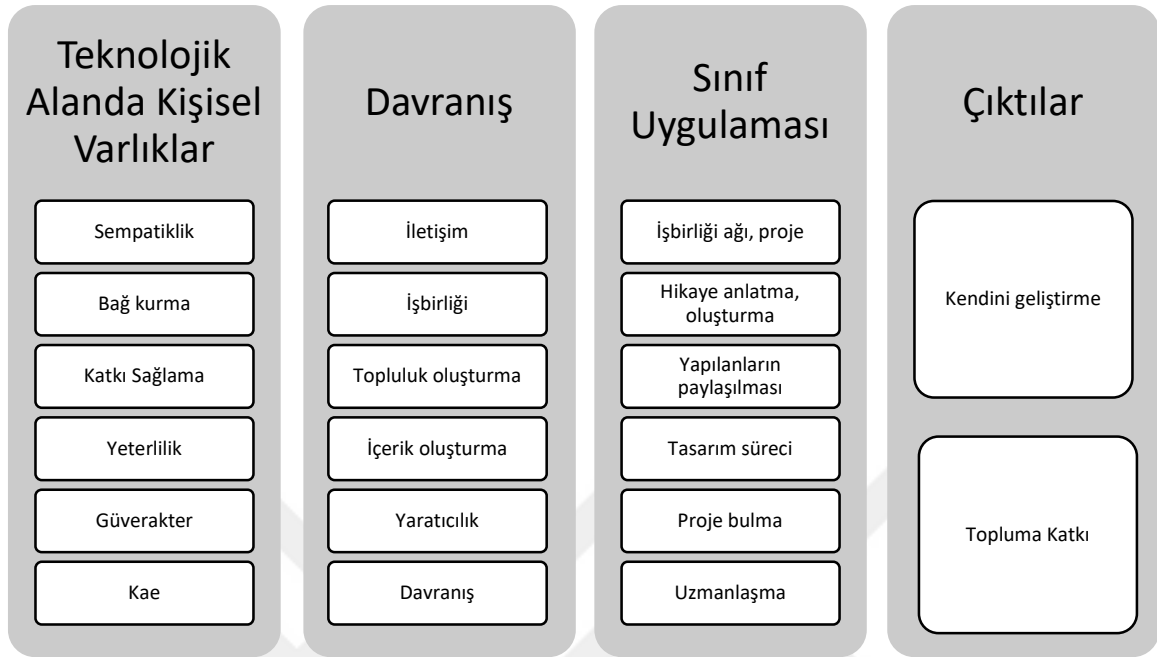 Teknolojik
Alanda Kişisel
Varlıklar
Sempatiklik
Bağ kurma
Katkı Sağlama
Yeterlilik
Güverakter
Kae
Davranış
İletişim
İşbirliği
Topluluk oluşturma
İçerik oluşturma
Yaratıcılık
Davranış
Sınıf
Uygulaması
İşbirliği ağı, proje
Hikaye anlatma,
oluşturma
Yapılanların
paylaşılması
Tasarım süreci
Proje bulma
Uzmanlaşma
Çıktılar
Kendini geliştirme
Topluma Katkı